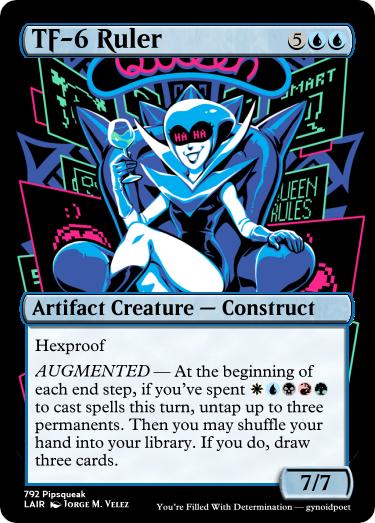 TF-6 Ruler 5
Queen
SMART
HA HA
QUEEN
RULES
:)
Artifact Creature — Construct
Hexproof
AUGMENTED — At the beginning of
each end step, if you've spent
to cast spells this turn, untap up to three
permanents. Then you may shuffle your
hand into your library. If you do, draw
three cards.
7/7
792 Pipsqueak
LAIR Jorge M. Velez
You're Filled With Determination — gynoidpoet